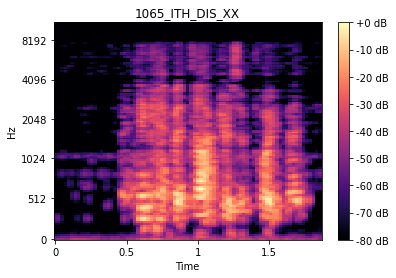 1065_ITH_DIS_XX
+0 dB
8192
-10 dB
4096
-20 dB
-30 dB
2048
Hz
-40 dB
1024
-50 dB
512
-60 dB
-70 dB
0
-80 dB
0
0.5
1
1.5
Time